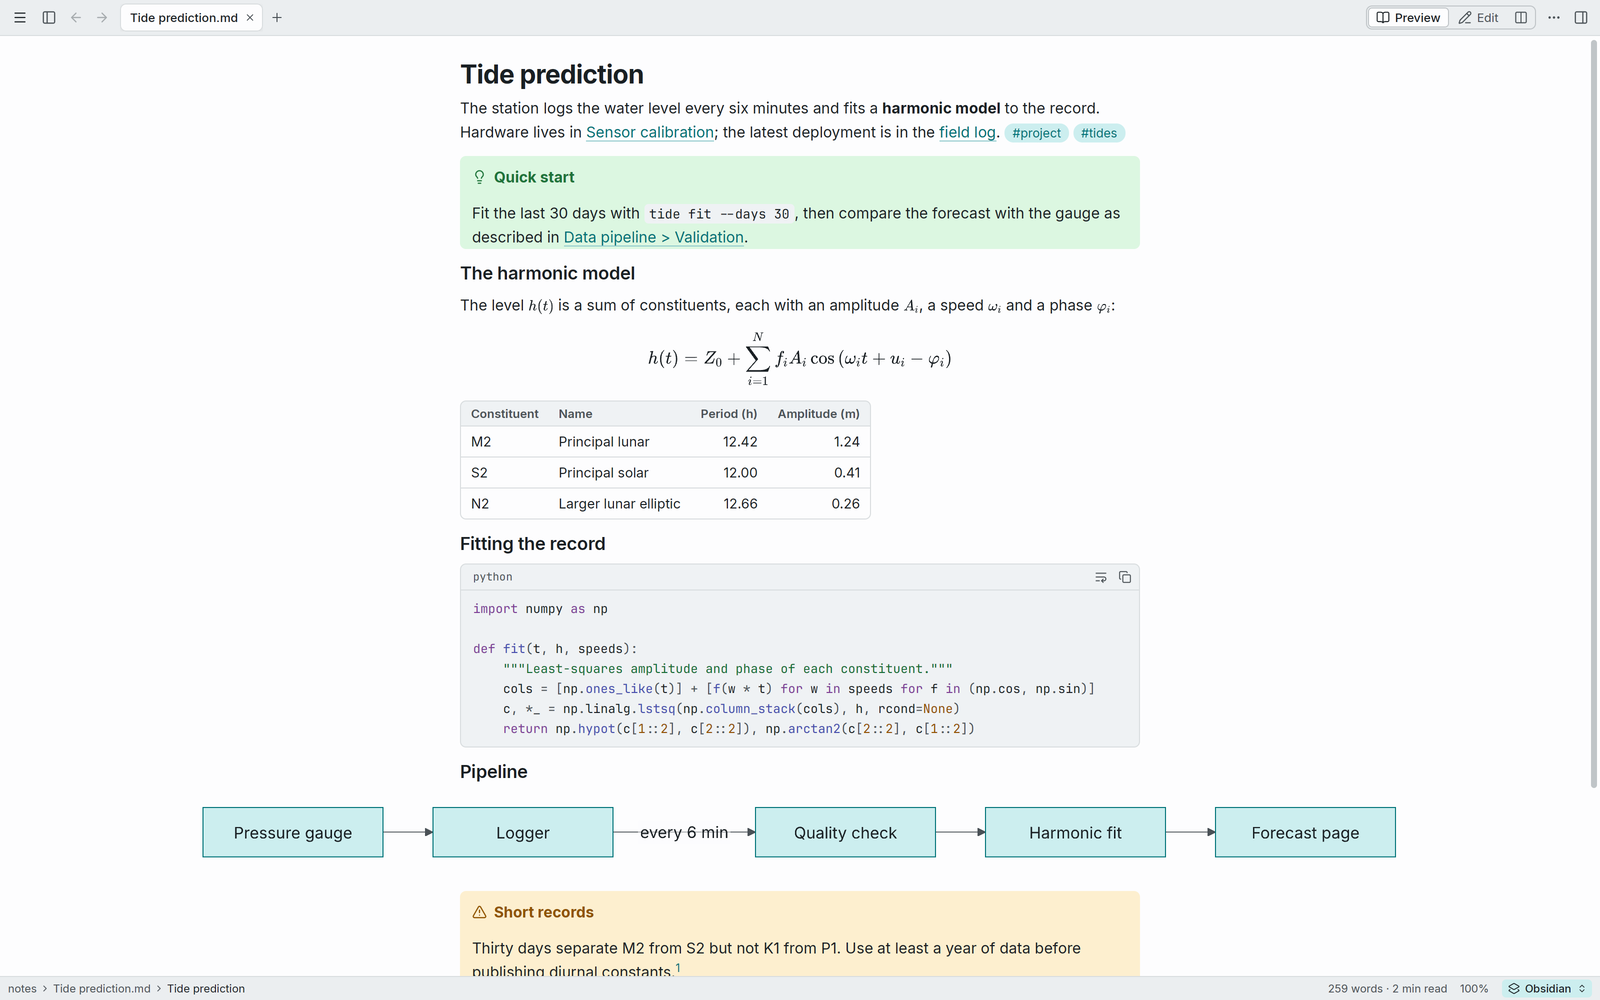 Tide prediction.md
Preview
Edit
Tide prediction
The station logs the water level every six minutes and fits a harmonic model to the record.
Hardware lives in Sensor calibration; the latest deployment is in the field log. #project #tides
Quick start
Fit the last 30 days with tide fit --days 30, then compare the forecast with the gauge as
described in Data pipeline > Validation.
The harmonic model
The level h(t) is a sum of constituents, each with an amplitude Aᵢ, a speed ωᵢ and a phase φᵢ:
h(t) = Z₀ + ∑ᵢ₌₁ᴺ fᵢAᵢ cos (ωᵢt + uᵢ − φᵢ)
Constituent Name Period (h) Amplitude (m)
M2 Principal lunar 12.42 1.24
S2 Principal solar 12.00 0.41
N2 Larger lunar elliptic 12.66 0.26
Fitting the record
python
import numpy as np
def fit(t, h, speeds):
"""Least-squares amplitude and phase of each constituent."""
cols = [np.ones_like(t)] + [f(w * t) for w in speeds for f in (np.cos, np.sin)]
c, *_ = np.linalg.lstsq(np.column_stack(cols), h, rcond=None)
return np.hypot(c[1::2], c[2::2]), np.arctan2(c[2::2], c[1::2])
Pipeline
Pressure gauge Logger every 6 min Quality check Harmonic fit Forecast page
Short records
Thirty days separate M2 from S2 but not K1 from P1. Use at least a year of data before
publishing diurnal constants.¹
notes > Tide prediction.md > Tide prediction
259 words · 2 min read 100% Obsidian